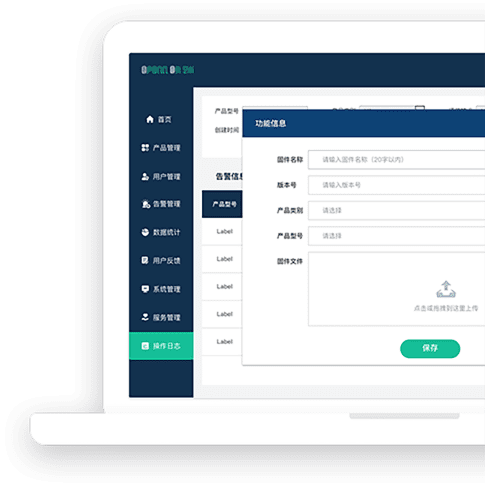 首页
产品管理
用户管理
告警管理
数据统计
用户反馈
系统管理
服务管理
操作日志
产品型号
创建时间
告警信息
产品型号
Label
Label
Label
Label
Label
功能信息
固件名称 请输入固件名称（20字以内）
版本号 请输入版本号
产品类别 请选择
产品型号 请选择
固件文件
点击或拖拽到这里上传
保存